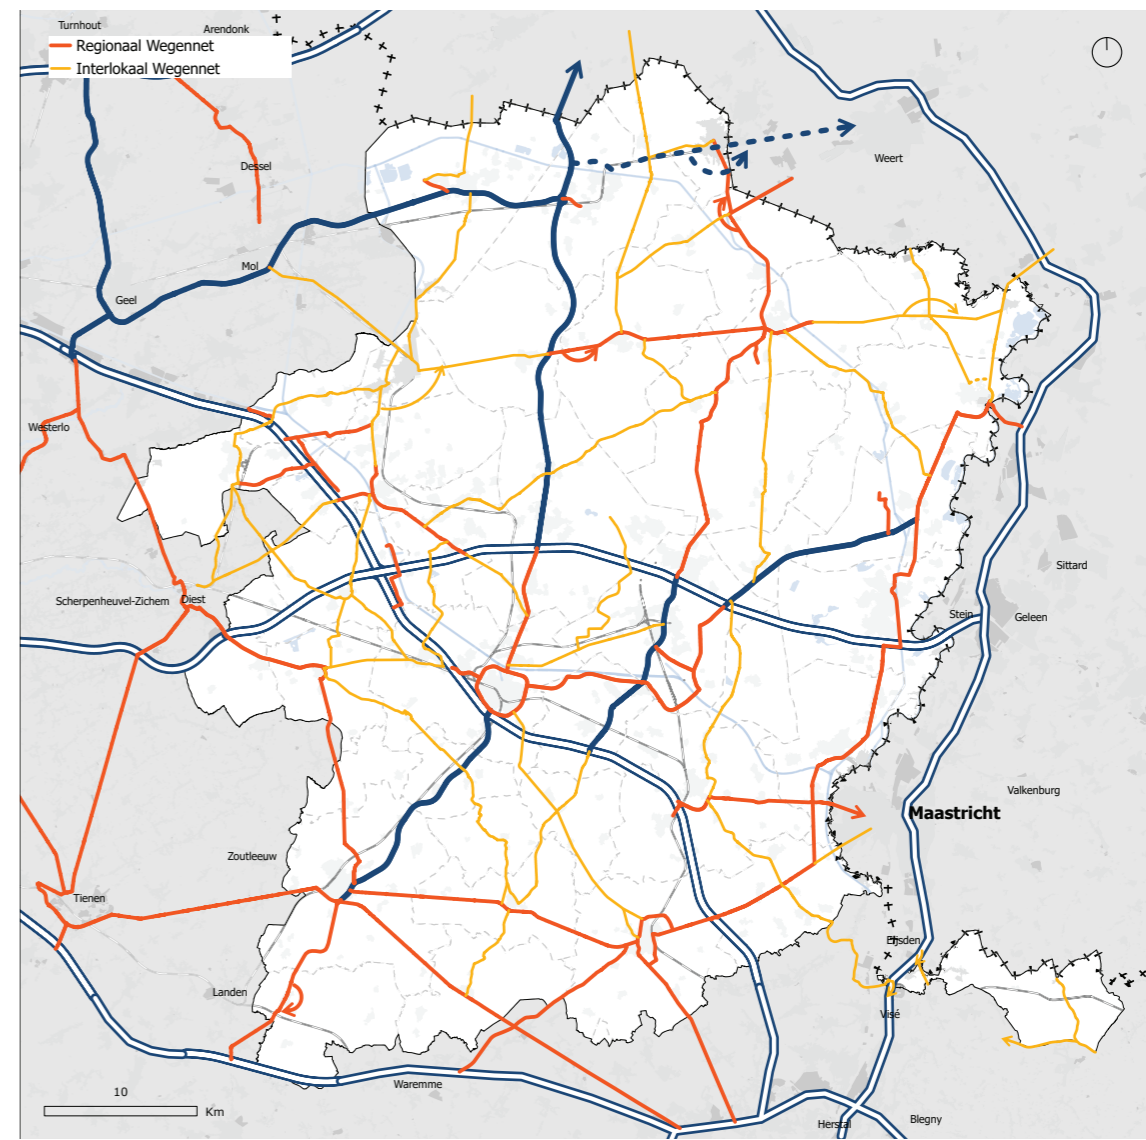 Turnhout
Arendonk
Regionaal Wegennet
Interlokaal Wegennet
Weert
Dessel
Mol
Geel
Westerlo
Sittard
Scherpenheuvel-Zichem
Diest
Stein
Geleen
Valkenburg
Maastricht
Zoutleeuw
Tienen
Eijsden
Landen
Visé
Waremme
10
Km
Herstal
Blegny